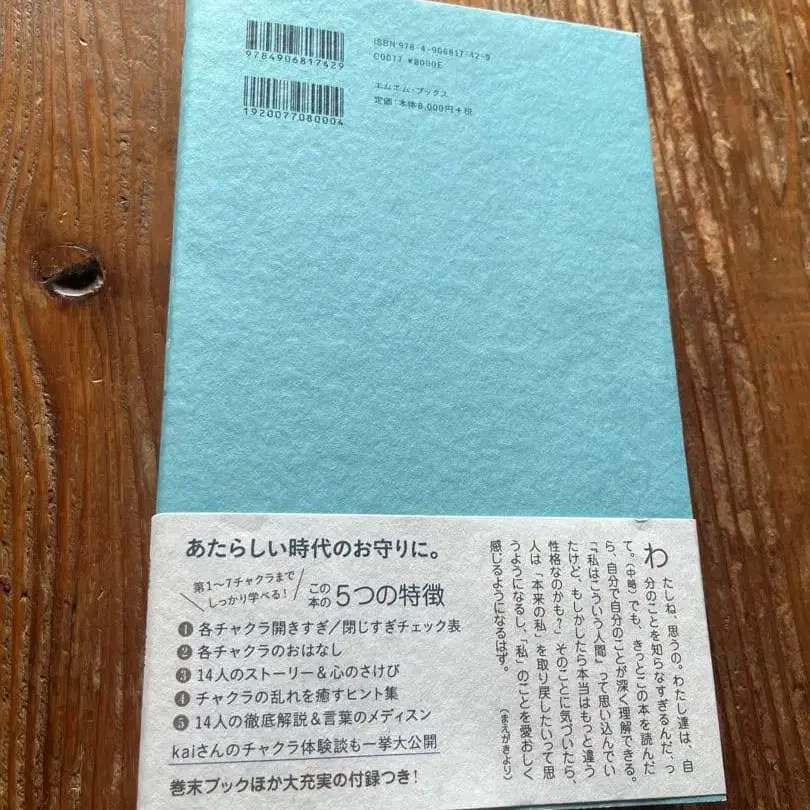 9784906817429
ISBN 978-4-906817-42-9
C0077 ¥8000E
1920077080004
エムエム・ブックス
定価：本体8,000円＋税
あたらしい時代のお守りに。
第1〜7チャクラまで
しっかり学べる！
この
本の
5つの特徴
❶ 各チャクラ開きすぎ／閉じすぎチェック表
❷ 各チャクラのおはなし
❸ 14人のストーリー＆心のさけび
❹ チャクラの乱れを癒すヒント集
❺ 14人の徹底解説＆言葉のメディスン
kaiさんのチャクラ体験談も一挙大公開
巻末ブックほか大充実の付録つき！
わたしね、思うの。わたし達は、自
分のことを知らなすぎるんだ、っ
て。（中略）でも、きっとこの本を読んだ
ら、自分で自分のことが深く理解できる。
「私はこういう人間」って思い込んでい
たけど、もしかしたら本当はもっと違う
性格なのかも？ そのことに気づいたら、
人は「本来の私」を取り戻したいって思
うようになるし、「私」のことを愛おしく
感じるようになるはず。
（まえがきより）